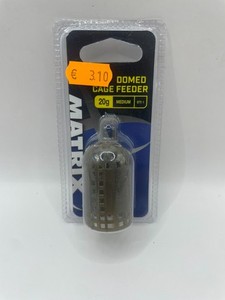 € 3.10
DOMED
CAGE FEEDER
20g MEDIUM
MATRIX